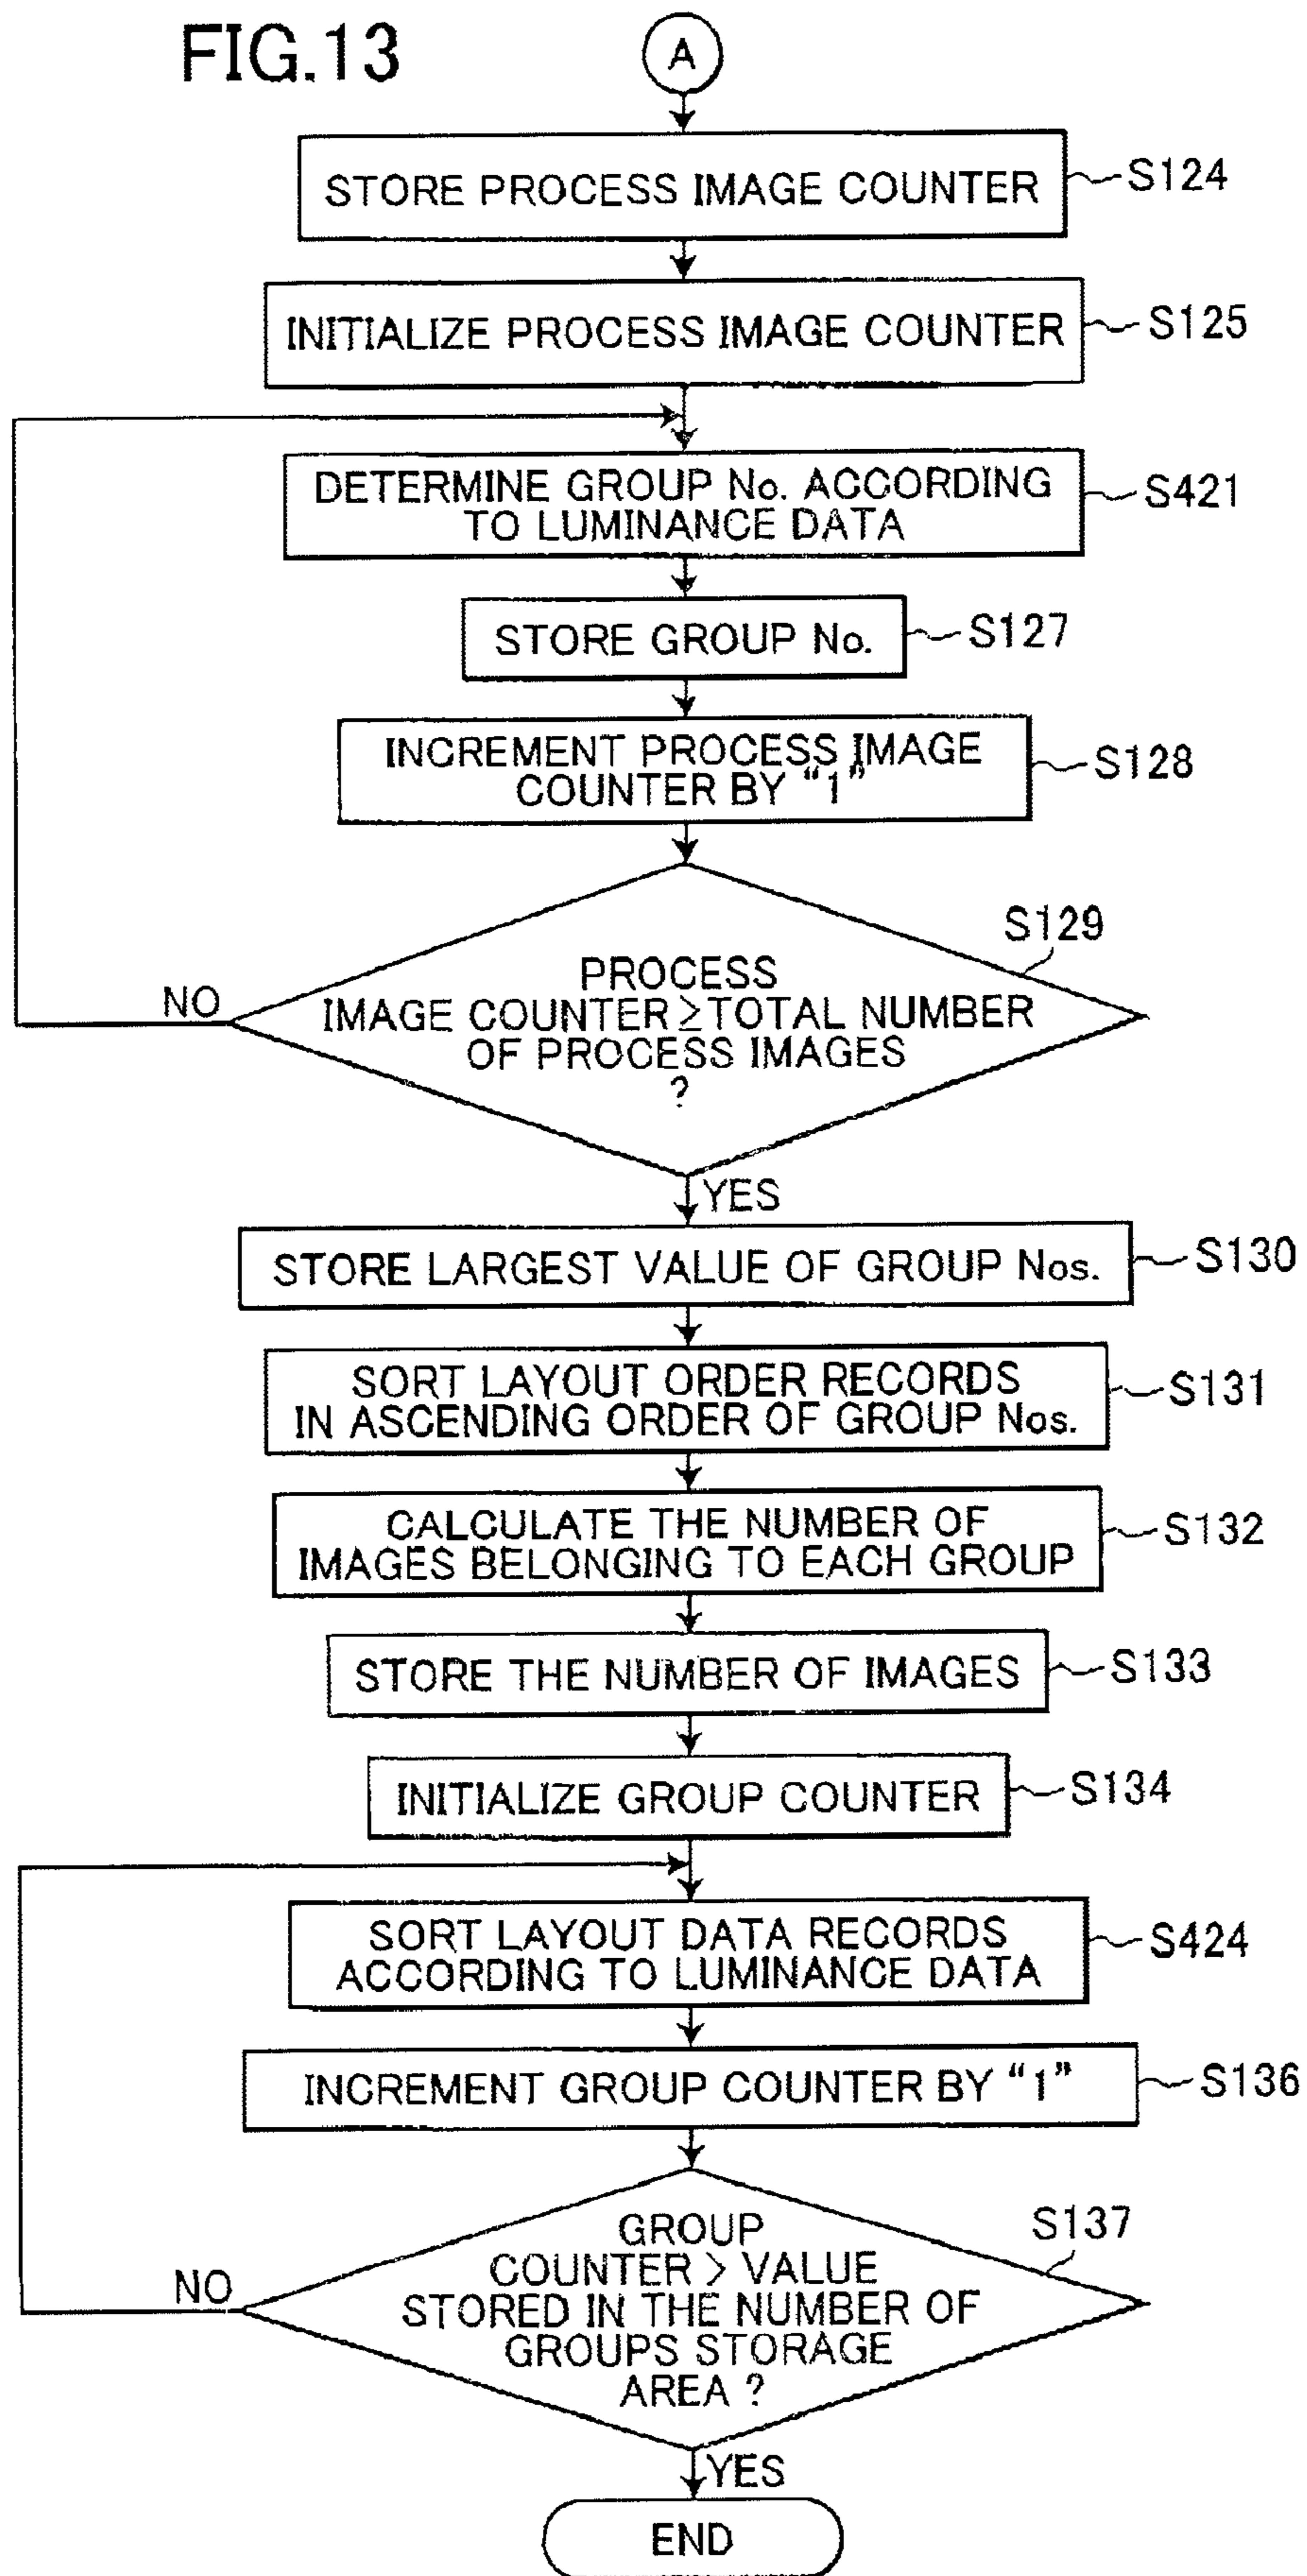 FIG.13
A
STORE PROCESS IMAGE COUNTER
S124
INITIALIZE PROCESS IMAGE COUNTER
S125
DETERMINE GROUP No. ACCORDING
TO LUMINANCE DATA
S421
STORE GROUP No.
S127
INCREMENT PROCESS IMAGE
COUNTER BY “1”
S128
S129
PROCESS
IMAGE COUNTER≥TOTAL NUMBER
OF PROCESS IMAGES
?
NO
YES
STORE LARGEST VALUE OF GROUP Nos.
S130
SORT LAYOUT ORDER RECORDS
IN ASCENDING ORDER OF GROUP Nos.
S131
CALCULATE THE NUMBER OF
IMAGES BELONGING TO EACH GROUP
S132
STORE THE NUMBER OF IMAGES
S133
INITIALIZE GROUP COUNTER
S134
SORT LAYOUT DATA RECORDS
ACCORDING TO LUMINANCE DATA
S424
INCREMENT GROUP COUNTER BY “1”
S136
S137
GROUP
COUNTER > VALUE
STORED IN THE NUMBER OF
GROUPS STORAGE
AREA ?
NO
YES
END